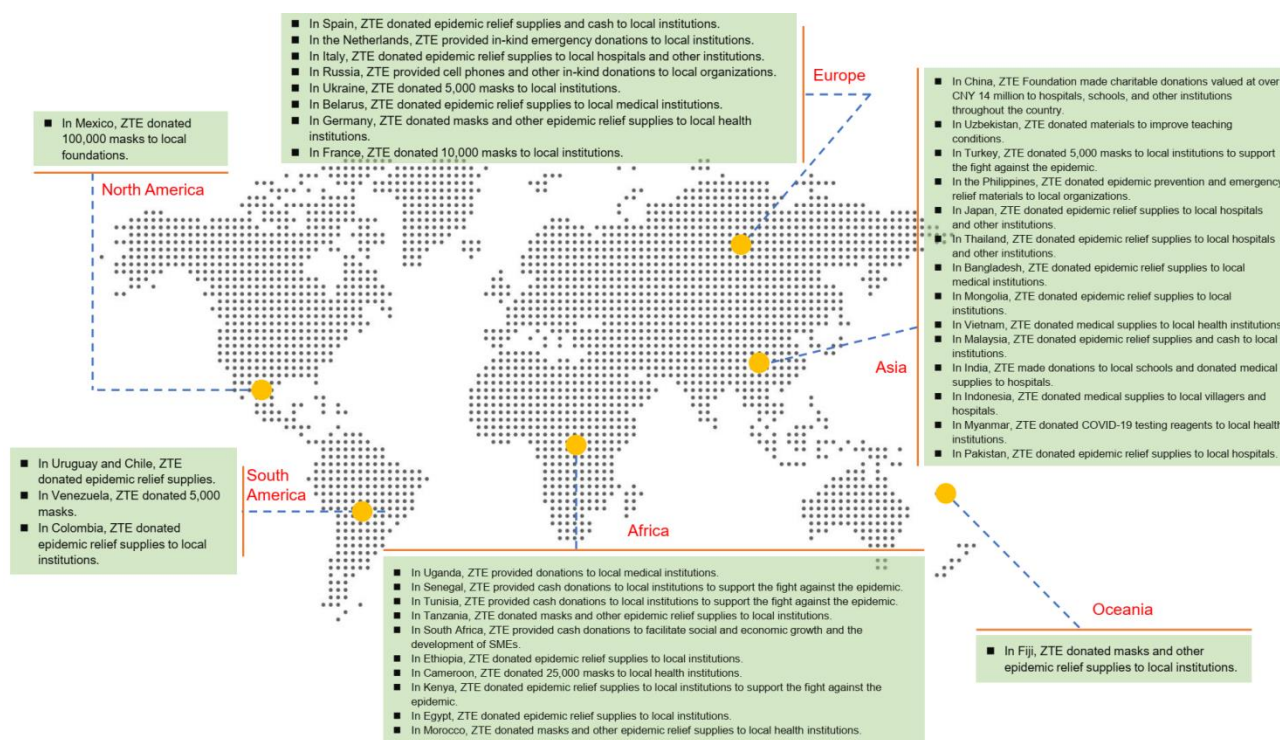 ■ In Spain, ZTE donated epidemic relief supplies and cash to local institutions.
■ In the Netherlands, ZTE provided in-kind emergency donations to local institutions.
■ In Italy, ZTE donated epidemic relief supplies to local hospitals and other institutions.
■ In Russia, ZTE provided cell phones and other in-kind donations to local organizations.
■ In Ukraine, ZTE donated 5,000 masks to local institutions.
■ In Belarus, ZTE donated epidemic relief supplies to local medical institutions.
■ In Germany, ZTE donated masks and other epidemic relief supplies to local health
institutions.
■ In France, ZTE donated 10,000 masks to local institutions.
Europe
■ In Mexico, ZTE donated
100,000 masks to local
foundations.
North America
■ In China, ZTE Foundation made charitable donations valued at over
CNY 14 million to hospitals, schools, and other institutions
throughout the country.
■ In Uzbekistan, ZTE donated materials to improve teaching
conditions.
■ In Turkey, ZTE donated 5,000 masks to local institutions to support
the fight against the epidemic.
■ In the Philippines, ZTE donated epidemic prevention and emergency
relief materials to local organizations.
■ In Japan, ZTE donated epidemic relief supplies to local hospitals
and other institutions.
■ In Thailand, ZTE donated epidemic relief supplies to local hospitals
and other institutions.
■ In Bangladesh, ZTE donated epidemic relief supplies to local
medical institutions.
■ In Mongolia, ZTE donated epidemic relief supplies to local
institutions.
■ In Vietnam, ZTE donated medical supplies to local health institutions
■ In Malaysia, ZTE donated epidemic relief supplies and cash to local
institutions.
■ In India, ZTE made donations to local schools and donated medical
supplies to hospitals.
■ In Indonesia, ZTE donated medical supplies to local villagers and
hospitals.
■ In Myanmar, ZTE donated COVID-19 testing reagents to local health
institutions.
■ In Pakistan, ZTE donated epidemic relief supplies to local hospitals.
Asia
■ In Uruguay and Chile, ZTE
donated epidemic relief supplies.
■ In Venezuela, ZTE donated 5,000
masks.
■ In Colombia, ZTE donated
epidemic relief supplies to local
institutions.
South
America
Africa
■ In Uganda, ZTE provided donations to local medical institutions.
■ In Senegal, ZTE provided cash donations to local institutions to support the fight against the epidemic.
■ In Tunisia, ZTE provided cash donations to local institutions to support the fight against the epidemic.
■ In Tanzania, ZTE donated masks and other epidemic relief supplies to local institutions.
■ In South Africa, ZTE provided cash donations to facilitate social and economic growth and the
development of SMEs.
■ In Ethiopia, ZTE donated epidemic relief supplies to local institutions.
■ In Cameroon, ZTE donated 25,000 masks to local health institutions.
■ In Kenya, ZTE donated epidemic relief supplies to local institutions to support the fight against the
epidemic.
■ In Egypt, ZTE donated epidemic relief supplies to local institutions.
■ In Morocco, ZTE donated masks and other epidemic relief supplies to local health institutions.
Oceania
■ In Fiji, ZTE donated masks and other
epidemic relief supplies to local institutions.